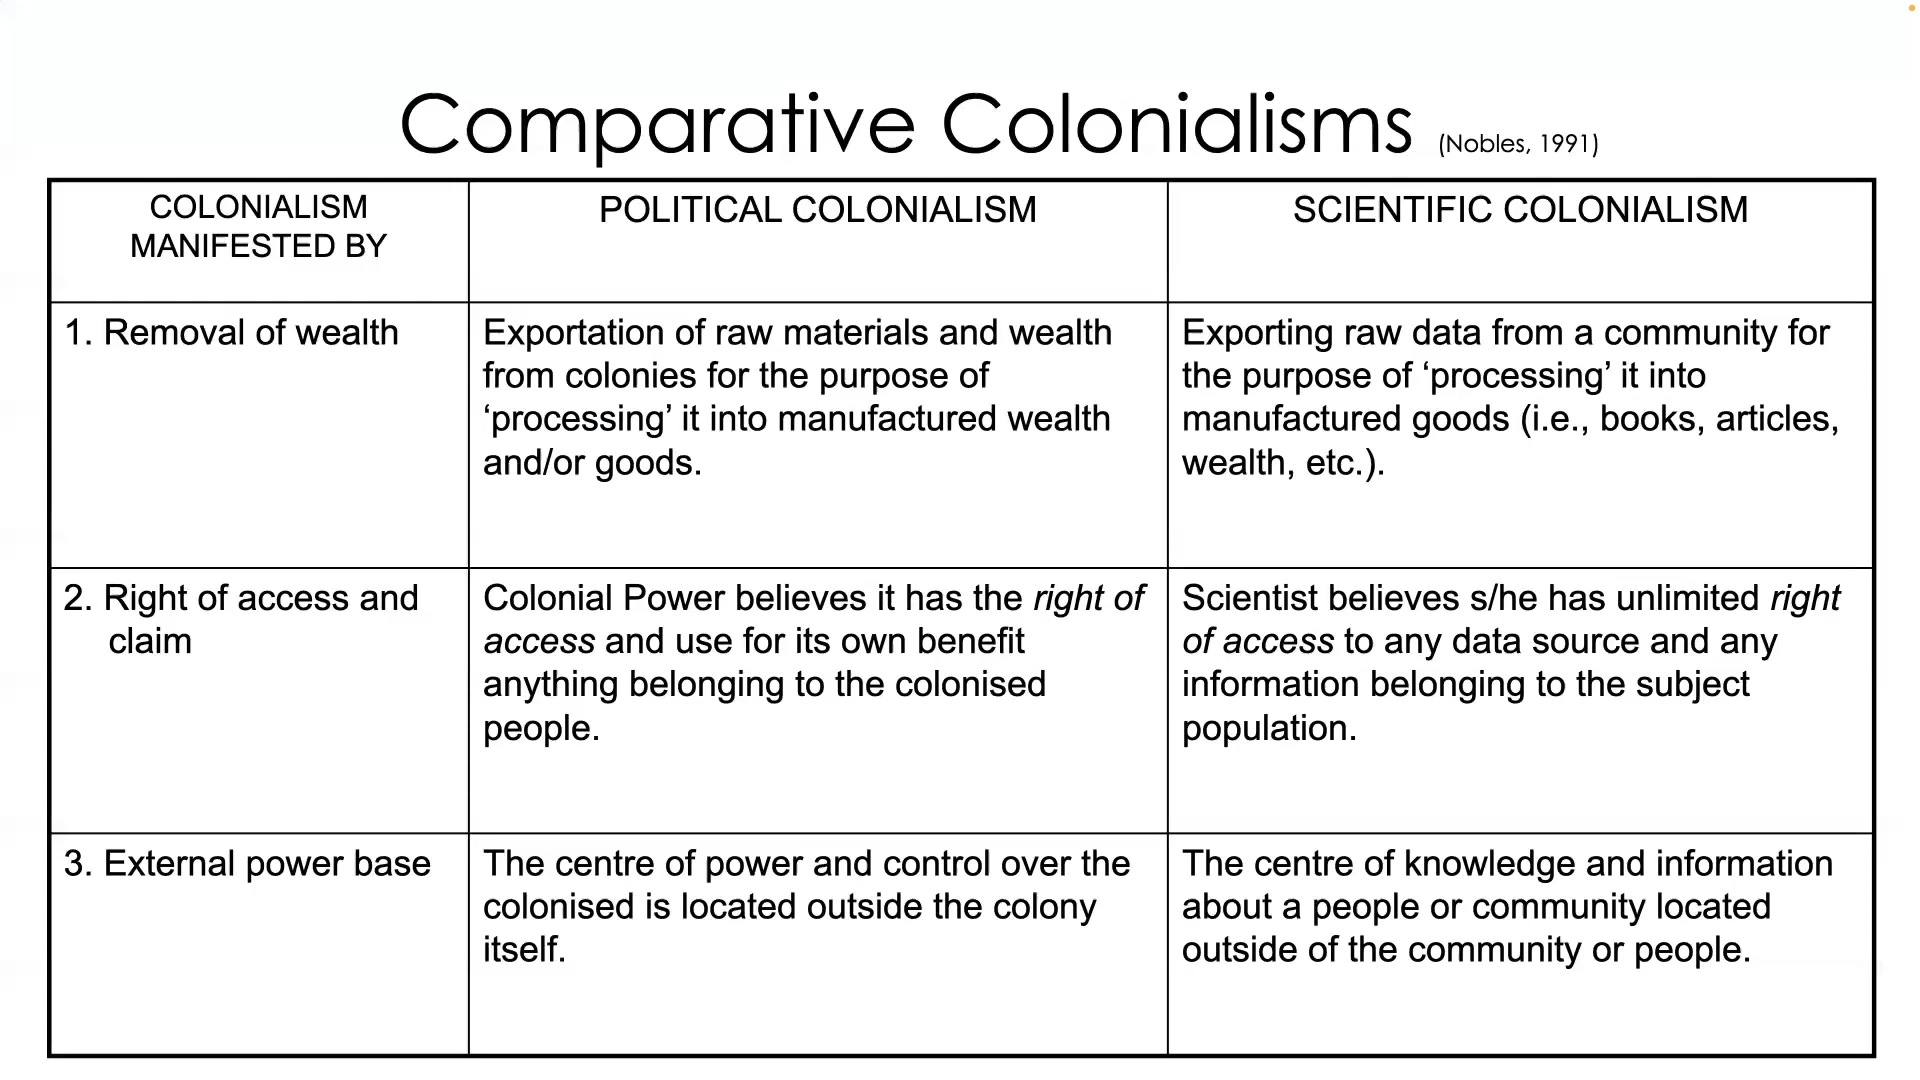 Comparative Colonialisms (Nobles, 1991)
COLONIALISM
MANIFESTED BY
POLITICAL COLONIALISM
SCIENTIFIC COLONIALISM
1. Removal of wealth
Exportation of raw materials and wealth
from colonies for the purpose of
‘processing’ it into manufactured wealth
and/or goods.
Exporting raw data from a community for
the purpose of ‘processing’ it into
manufactured goods (i.e., books, articles,
wealth, etc.).
2. Right of access and
claim
Colonial Power believes it has the right of
access and use for its own benefit
anything belonging to the colonised
people.
Scientist believes s/he has unlimited right
of access to any data source and any
information belonging to the subject
population.
3. External power base
The centre of power and control over the
colonised is located outside the colony
itself.
The centre of knowledge and information
about a people or community located
outside of the community or people.